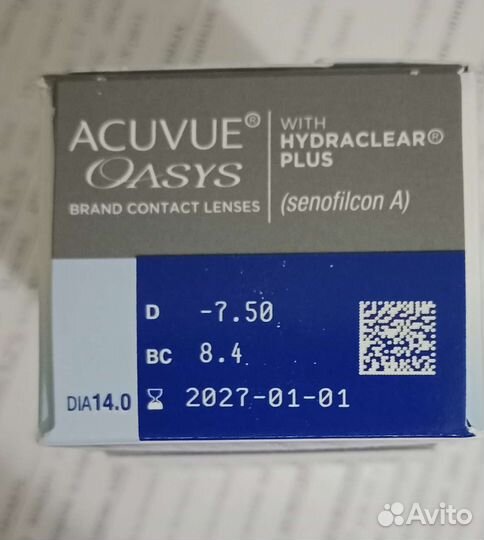 ACUVUE®
OASYS
BRAND CONTACT LENSES
WITH
HYDRACLEAR®
PLUS
(senofilcon A)
D -7.50
BC 8.4
DIA14.0
2027-01-01
Avito